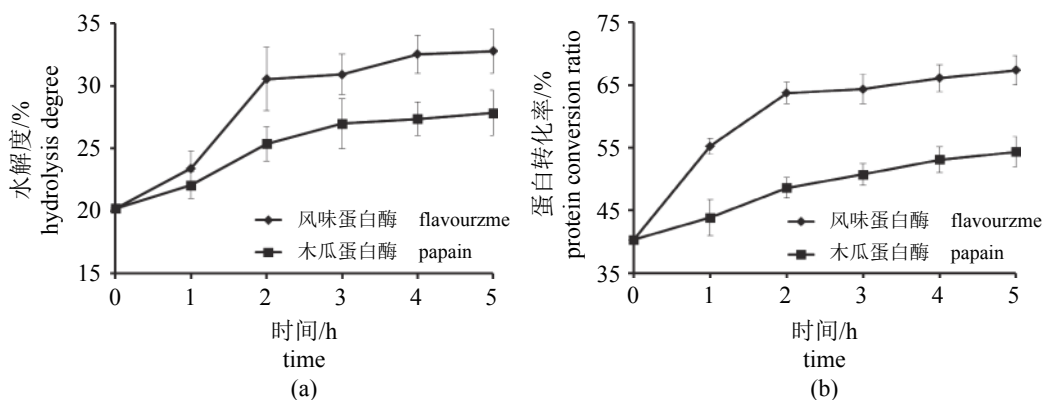 35
30
25
20
15
水解度/%
hydrolysis degree
风味蛋白酶 flavourzme
木瓜蛋白酶 papain
0 1 2 3 4 5
时间/h
time
(a)
75
65
55
45
35
蛋白转化率/%
protein conversion ratio
风味蛋白酶 flavourzme
木瓜蛋白酶 papain
0 1 2 3 4 5
时间/h
time
(b)